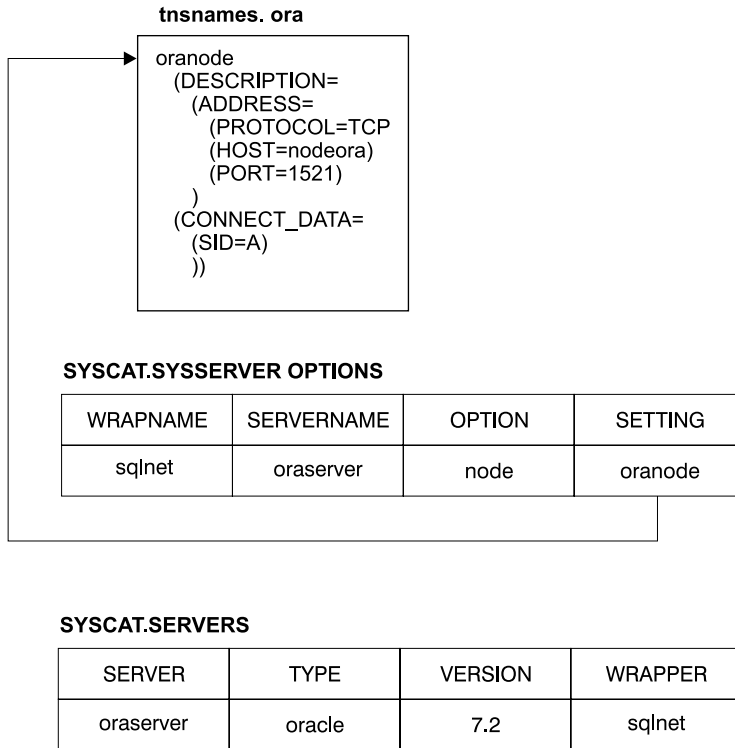 tnsnames. ora
oranode
(DESCRIPTION=
(ADDRESS=
(PROTOCOL=TCP
(HOST=nodeora)
(PORT=1521)
)
(CONNECT_DATA=
(SID=A)
))
SYSCAT.SYSSERVER OPTIONS
WRAPNAME SERVERNAME OPTION SETTING
sqlnet oraserver node oranode
SYSCAT.SERVERS
SERVER TYPE VERSION WRAPPER
oraserver oracle 7.2 sqlnet